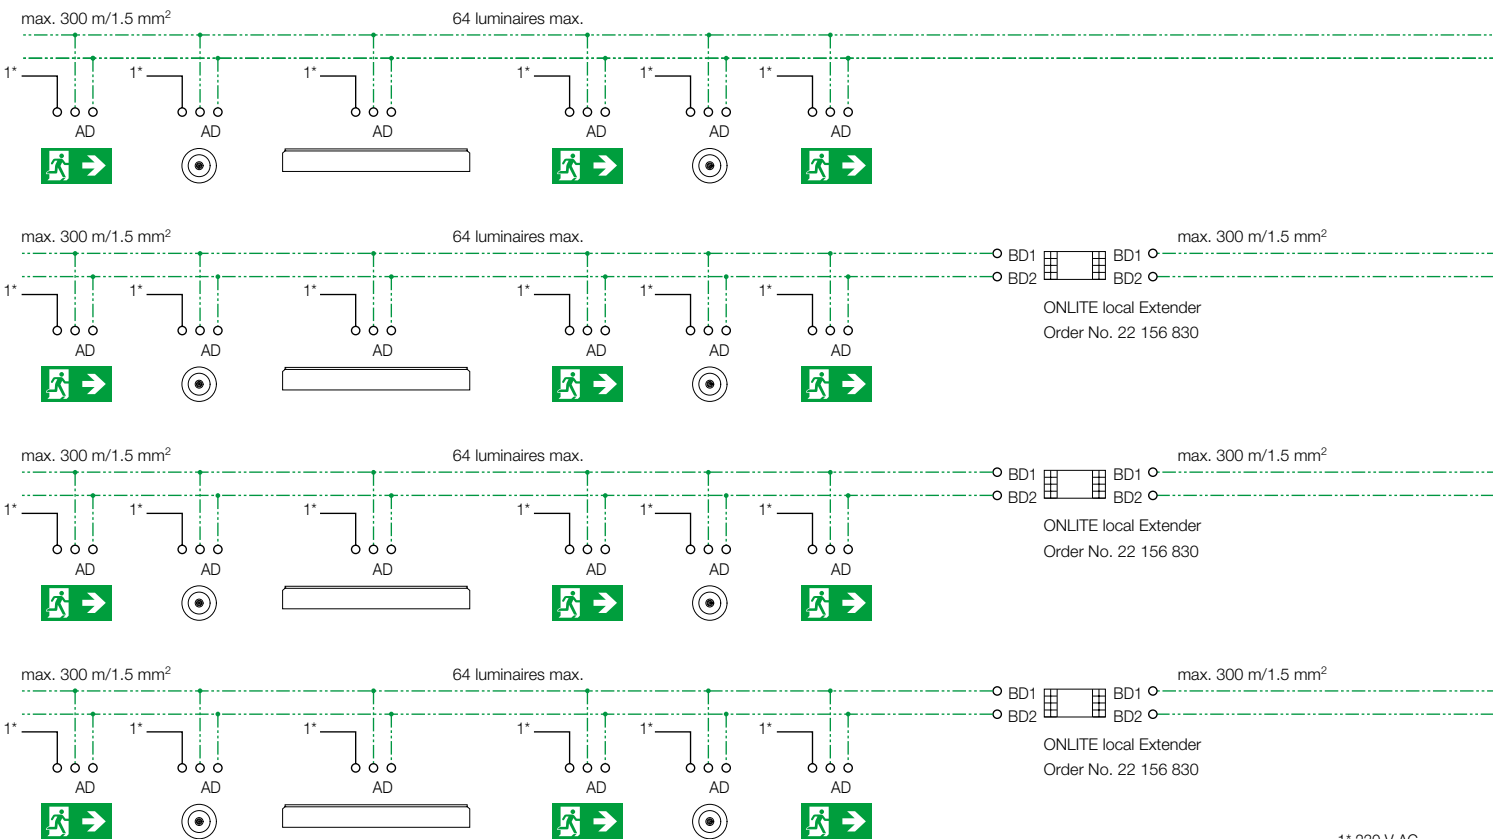 max. 300 m/1.5 mm² 64 luminaires max.
1* 1* 1* 1* 1* 1*
AD AD AD AD AD AD
max. 300 m/1.5 mm² 64 luminaires max. max. 300 m/1.5 mm²
BD1 BD1
BD2 BD2
1* 1* 1* 1* 1* 1*
ONLITE local Extender
Order No. 22 156 830
AD AD AD AD AD AD
max. 300 m/1.5 mm² 64 luminaires max. max. 300 m/1.5 mm²
BD1 BD1
BD2 BD2
1* 1* 1* 1* 1* 1*
ONLITE local Extender
Order No. 22 156 830
AD AD AD AD AD AD
max. 300 m/1.5 mm² 64 luminaires max. max. 300 m/1.5 mm²
BD1 BD1
BD2 BD2
1* 1* 1* 1* 1* 1*
ONLITE local Extender
Order No. 22 156 830
AD AD AD AD AD AD